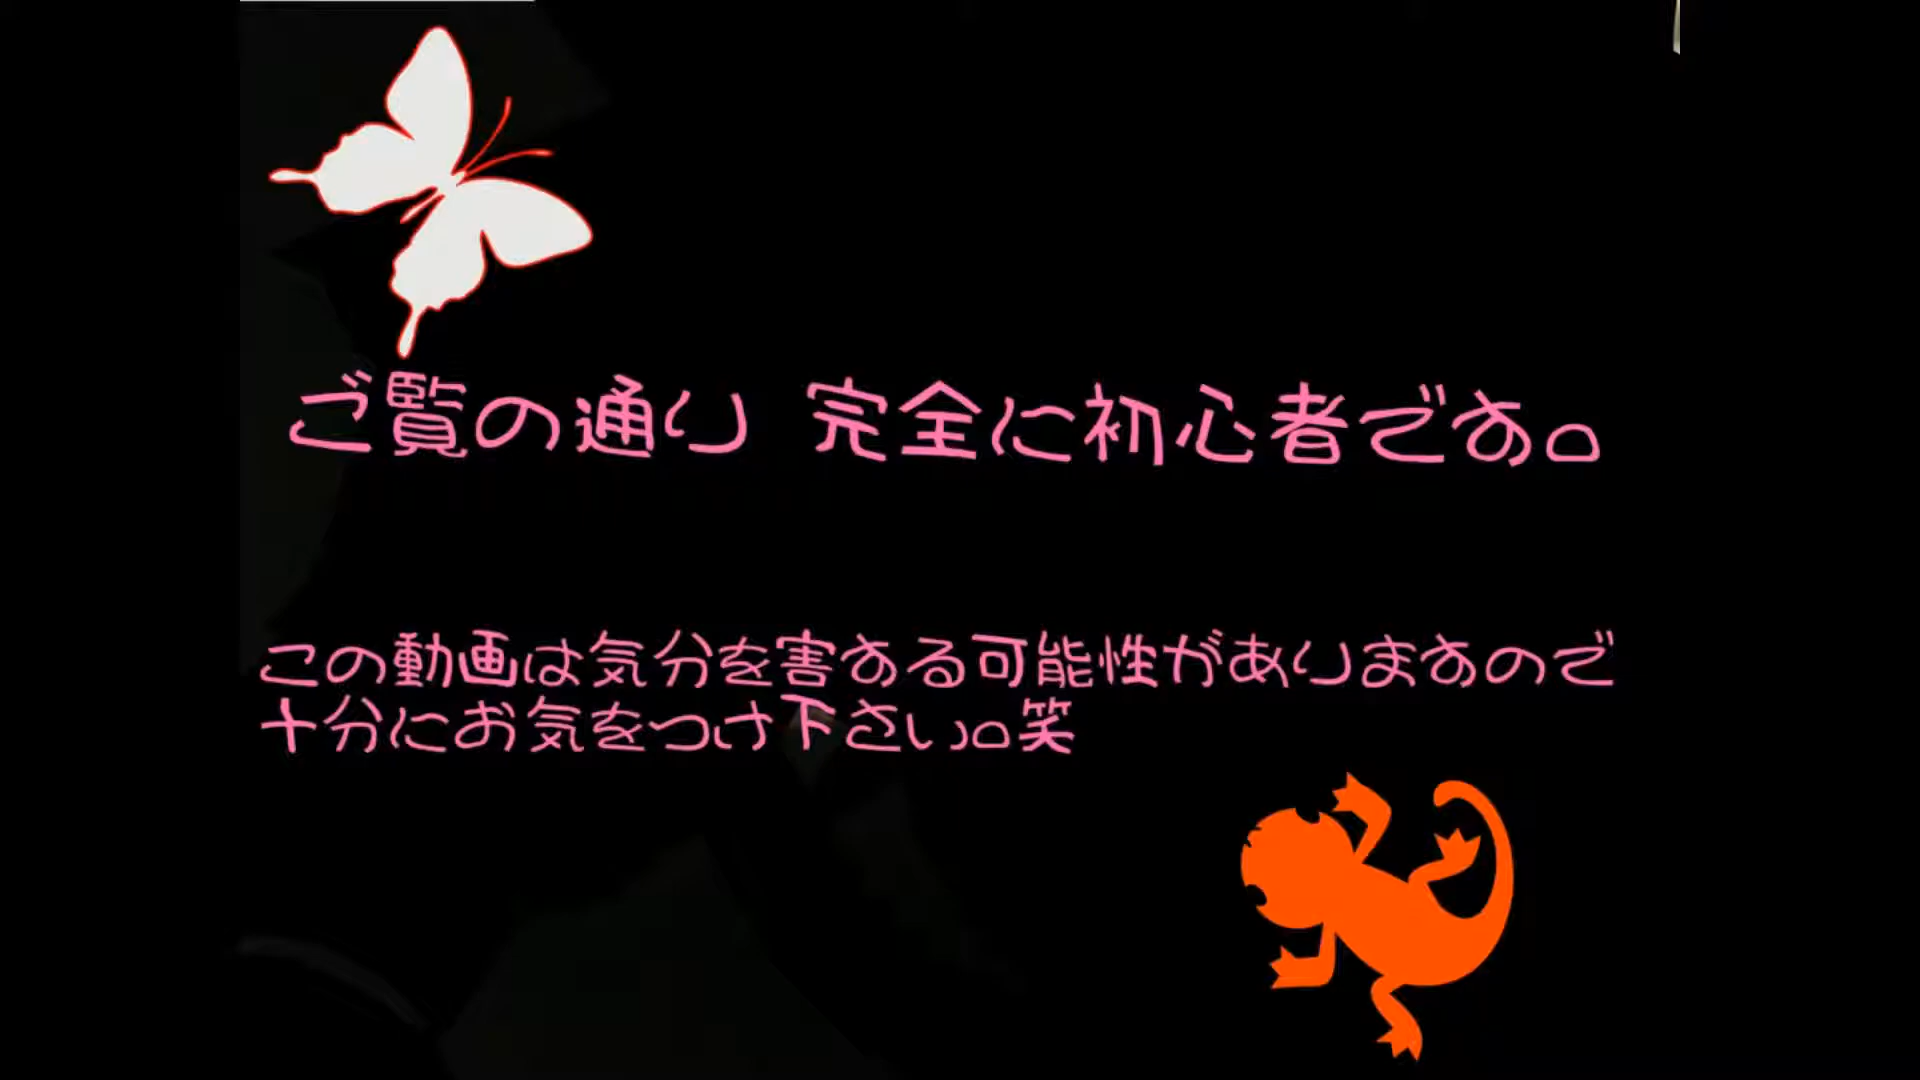 ご覧の通り 完全に初心者です。
この動画は気分を害する可能性がありますので
十分にお気をつけ下さい。笑